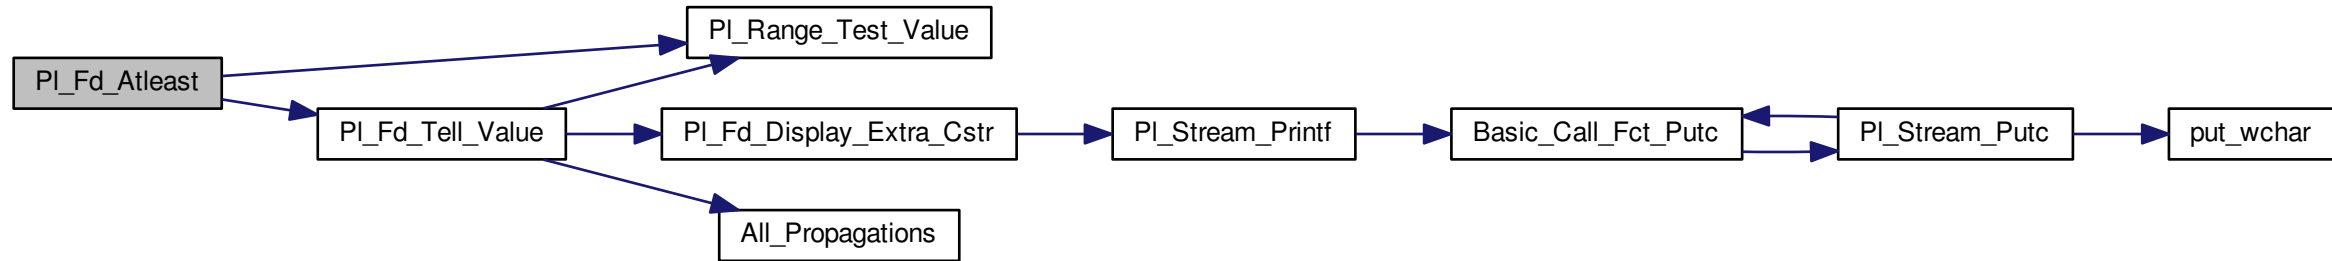 Pl_Range_Test_Value
Pl_Fd_Atleast
Pl_Fd_Tell_Value
Pl_Fd_Display_Extra_Cstr
Pl_Stream_Printf
Basic_Call_Fct_Putc
Pl_Stream_Putc
put_wchar
All_Propagations